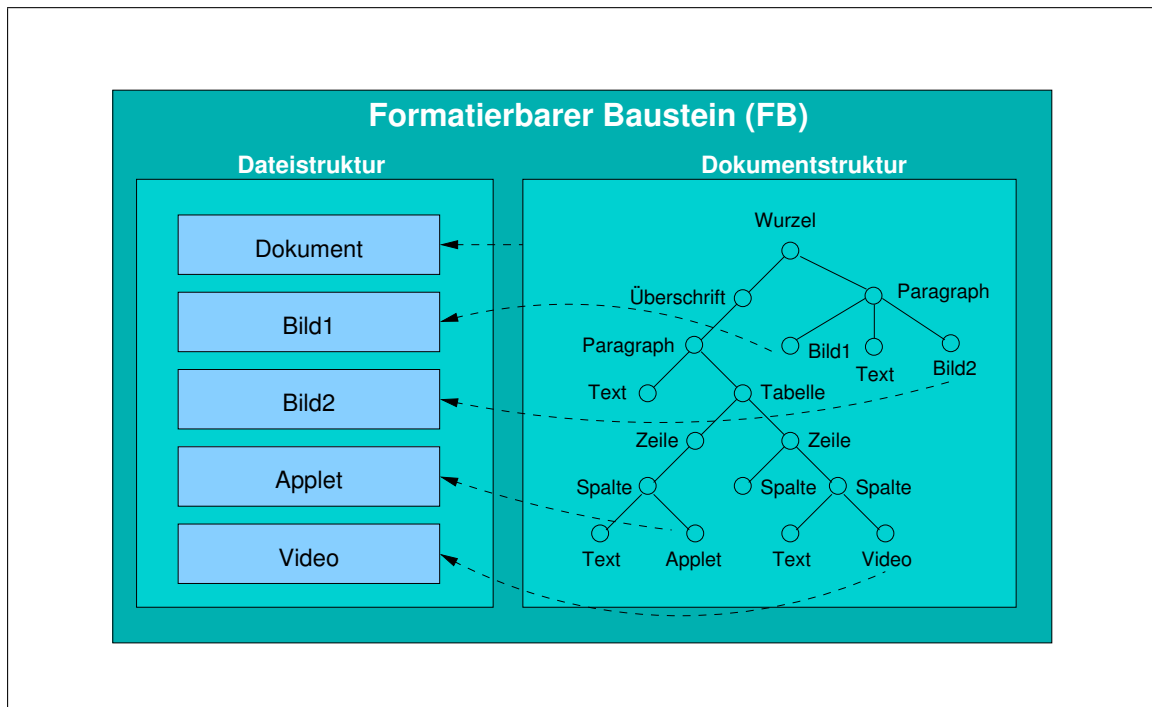 Formatierbarer Baustein (FB)
Dateistruktur
Dokument
Bild1
Bild2
Applet
Video
Dokumentstruktur
Wurzel
Überschrift
Paragraph
Paragraph
Bild1
Text
Bild2
Text
Tabelle
Zeile
Zeile
Spalte
Spalte
Spalte
Text
Applet
Text
Video